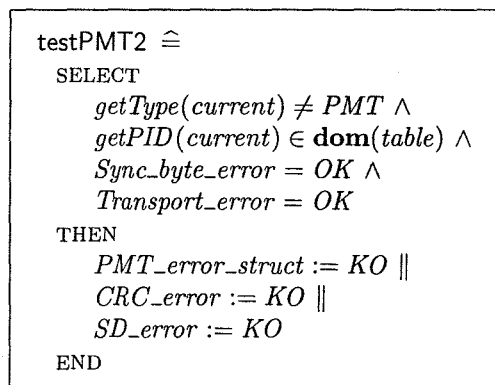 testPMT2 ≙
SELECT
getType(current) ≠ PMT ∧
getPID(current) ∈ dom(table) ∧
Sync_byte_error = OK ∧
Transport_error = OK
THEN
PMT_error_struct := KO ||
CRC_error := KO ||
SD_error := KO
END